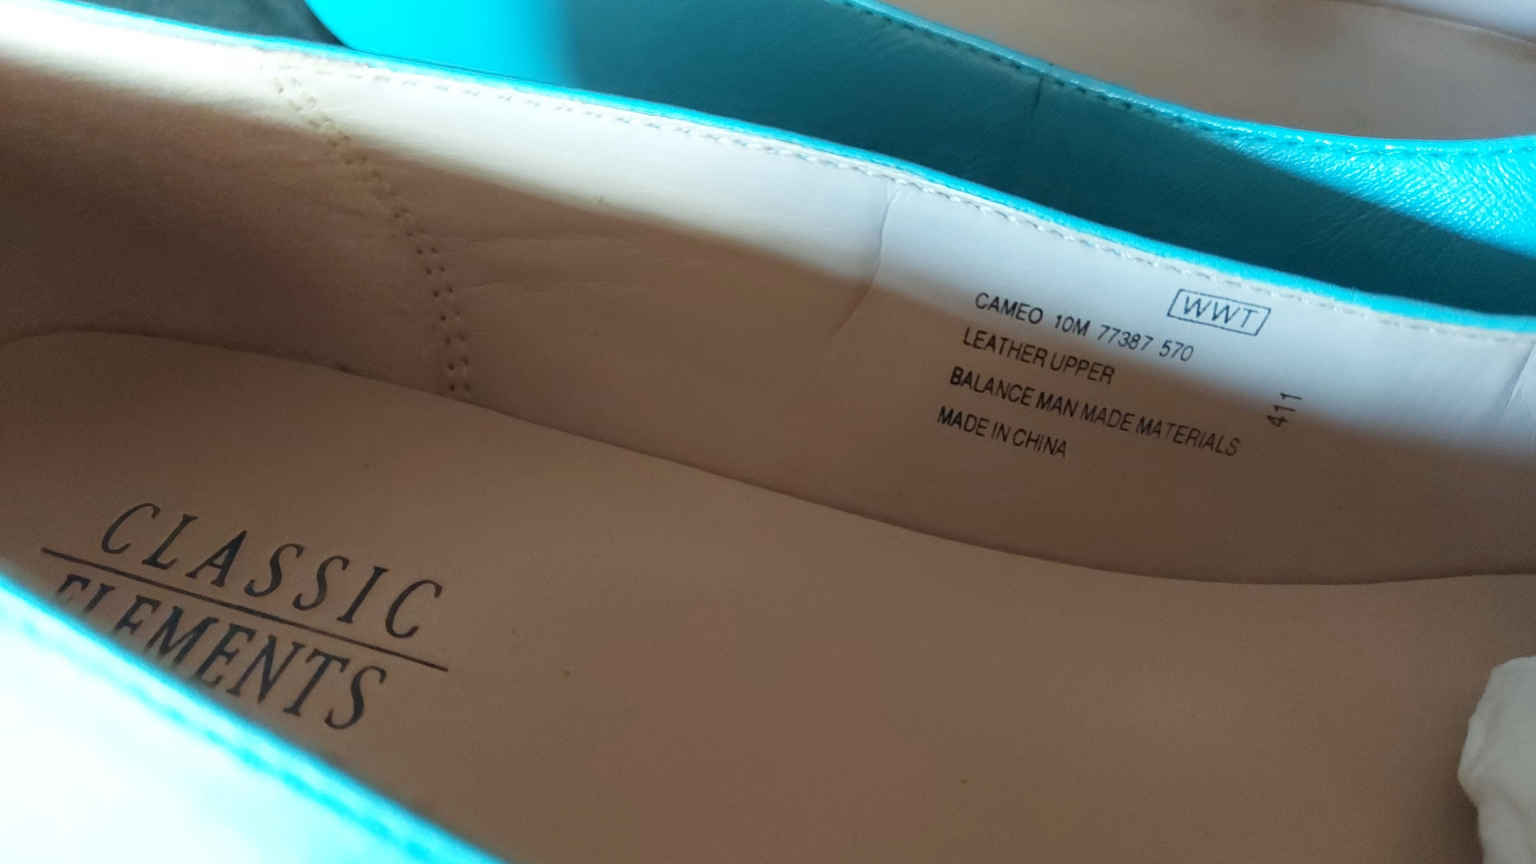 WWT
CAMEO 10M 77387 570
LEATHER UPPER
BALANCE MAN MADE MATERIALS
MADE IN CHINA
411
CLASSIC
ELEMENTS